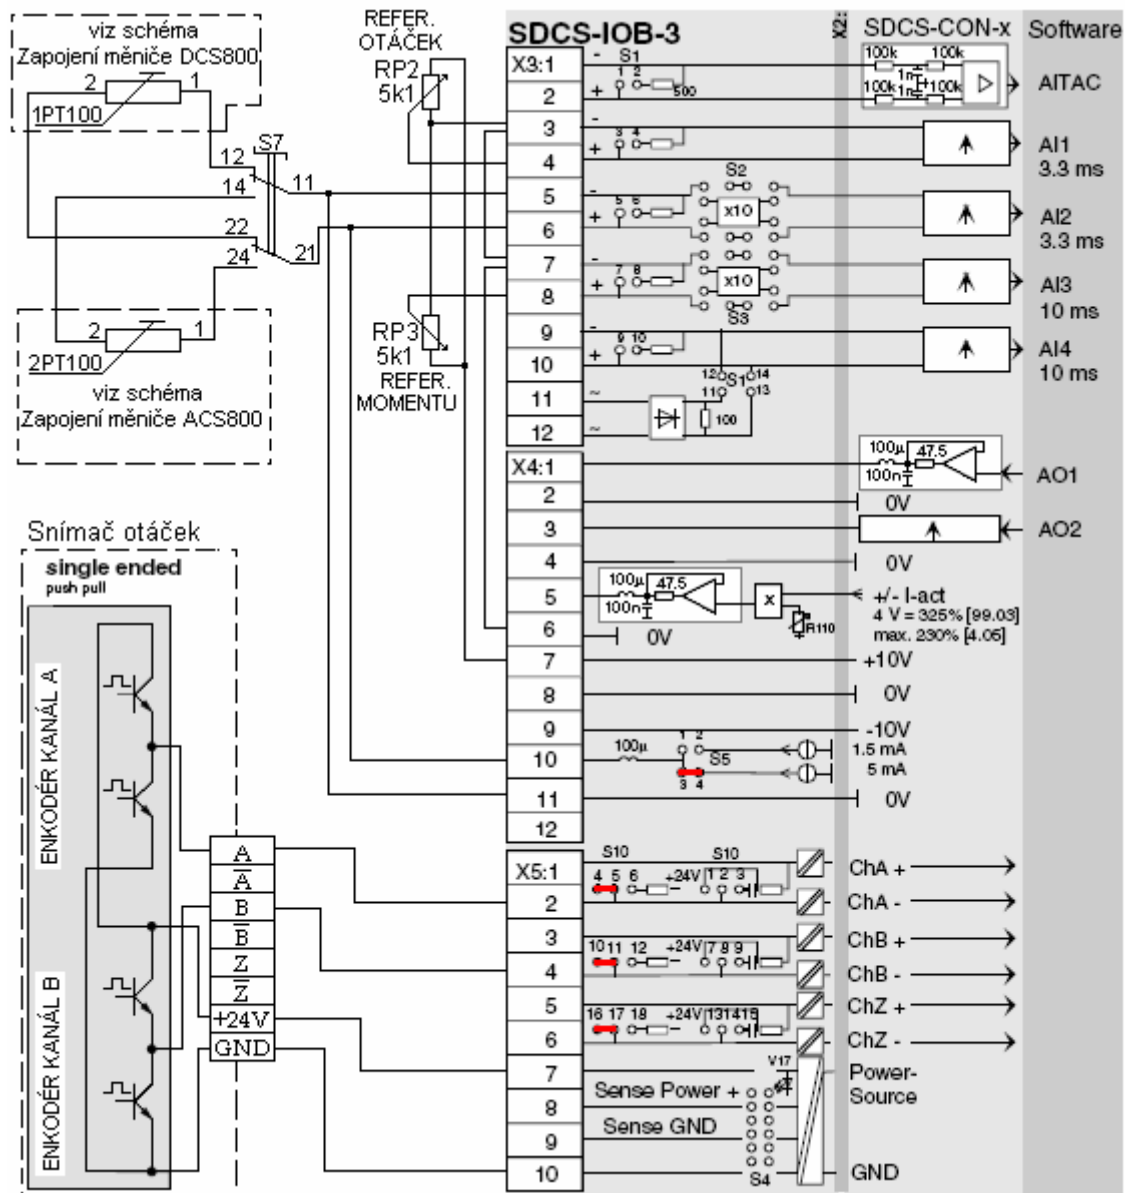 viz schéma
Zapojení měniče DCS800
2
1
1PT100
S7
12
11
14
22
21
24
2
1
2PT100
viz schéma
Zapojení měniče ACS800
REFER.
OTÁČEK
RP2
5k1
RP3
5k1
REFER.
MOMENTU
SDCS-IOB-3
X2:
SDCS-CON-x
Software
X3:1
2
3
4
5
6
7
8
9
10
11
12
-
+
S1
1 2
500
100k
100k
1n
1n
100k
100k
AITAC
-
+
3 4
AI1
3.3 ms
S2
-
+
5 6
x10
AI2
3.3 ms
-
+
7 8
x10
S3
AI3
10 ms
-
+
9 10
AI4
10 ms
12
14
S1
11
13
~
~
100
X4:1
2
3
4
5
6
7
8
9
10
11
12
100µ
47.5
100n
AO1
0V
AO2
0V
100µ
47.5
100n
x
R110
+/- I-act
4 V = 325% [99.03]
max. 230% [4.05]
0V
+10V
0V
-10V
100µ
1 2
S5
3 4
1.5 mA
5 mA
0V
Snímač otáček
single ended
push pull
ENKODÉR KANÁL A
ENKODÉR KANÁL B
A
A
B
B
Z
Z
+24V
GND
X5:1
2
3
4
5
6
7
8
9
10
S10
S10
4 5 6
+24V
1 2 3
ChA +
ChA -
10 11 12
+24V
7 8 9
ChB +
ChB -
16 17 18
+24V
13 14 15
ChZ +
ChZ -
V17
Power-
Source
Sense Power +
Sense GND
S4
GND